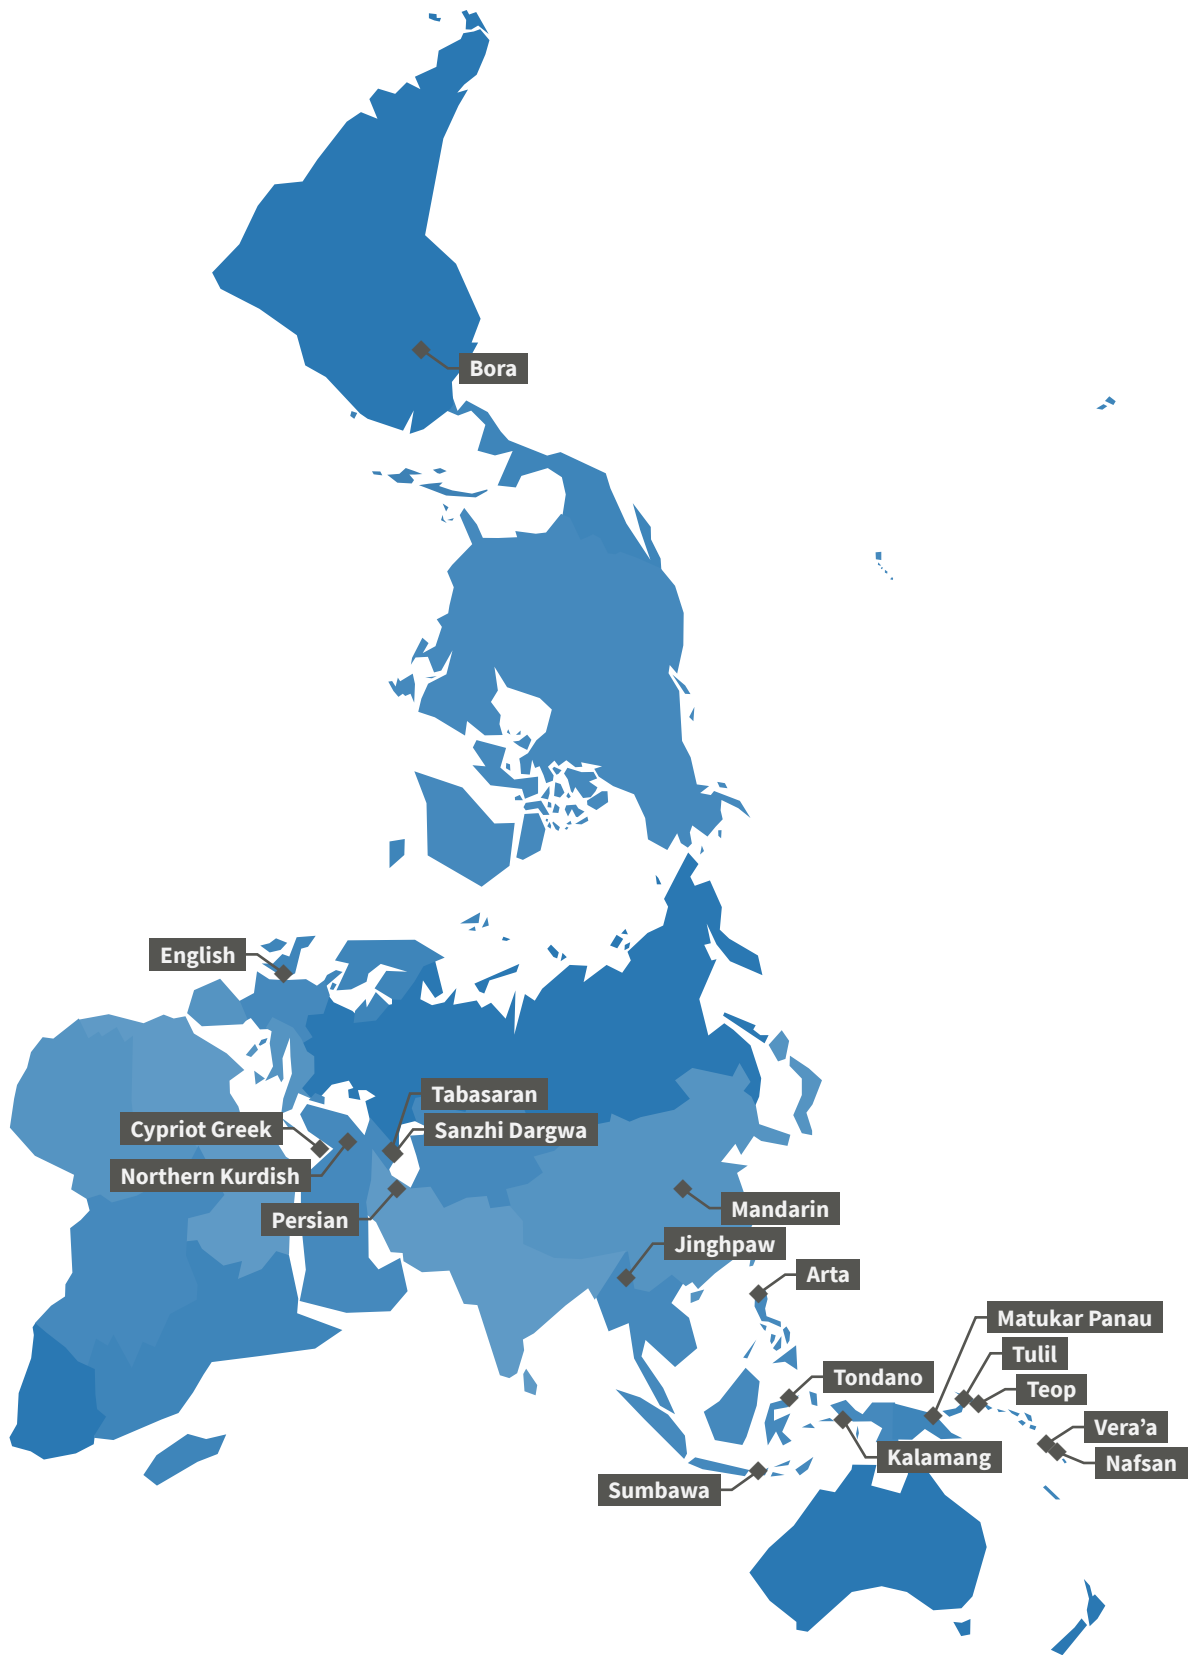 Bora
English
Tabasaran
Cypriot Greek
Sanzhi Dargwa
Northern Kurdish
Persian
Mandarin
Jinghpaw
Arta
Matukar Panau
Tulil
Tondano
Teop
Vera’a
Kalamang
Nafsan
Sumbawa